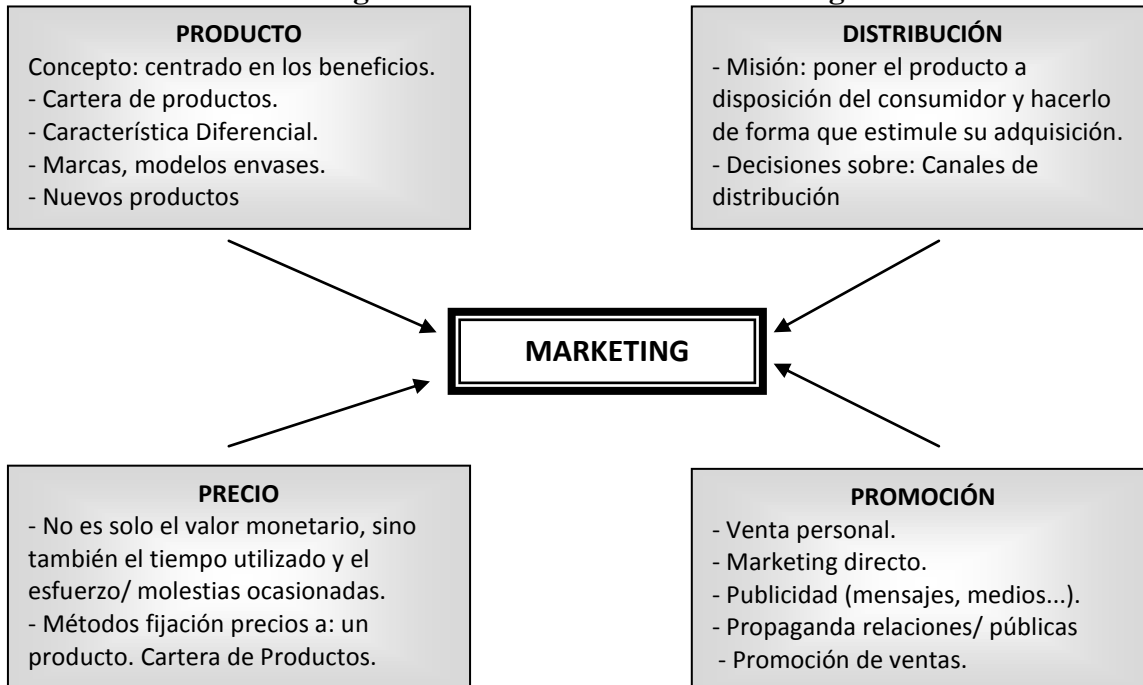 PRODUCTO
Concepto: centrado en los beneficios.
- Cartera de productos.
- Característica Diferencial.
- Marcas, modelos envases.
- Nuevos productos
DISTRIBUCIÓN
- Misión: poner el producto a
disposición del consumidor y hacerlo
de forma que estimule su adquisición.
- Decisiones sobre: Canales de
distribución
MARKETING
PRECIO
- No es solo el valor monetario, sino
también el tiempo utilizado y el
esfuerzo/ molestias ocasionadas.
- Métodos fijación precios a: un
producto. Cartera de Productos.
PROMOCIÓN
- Venta personal.
- Marketing directo.
- Publicidad (mensajes, medios...).
- Propaganda relaciones/ públicas
- Promoción de ventas.